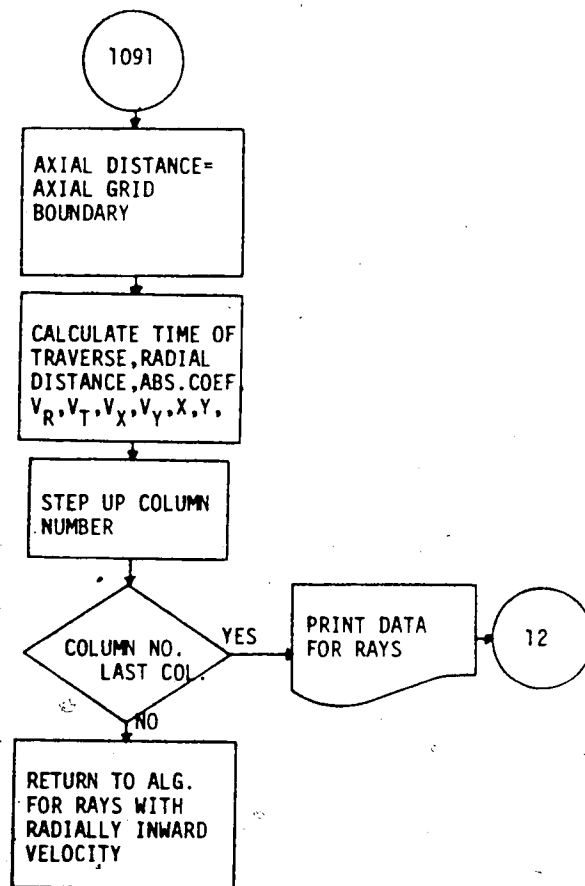 1091
AXIAL DISTANCE=
AXIAL GRID
BOUNDARY
CALCULATE TIME OF
TRAVERSE,RADIAL
DISTANCE,ABS.COEF
V_R,V_T,V_X,V_Y,X,Y,
STEP UP COLUMN
NUMBER
COLUMN NO.
LAST COL.
YES
PRINT DATA
FOR RAYS
12
NO
RETURN TO ALG.
FOR RAYS WITH
RADIALLY INWARD
VELOCITY